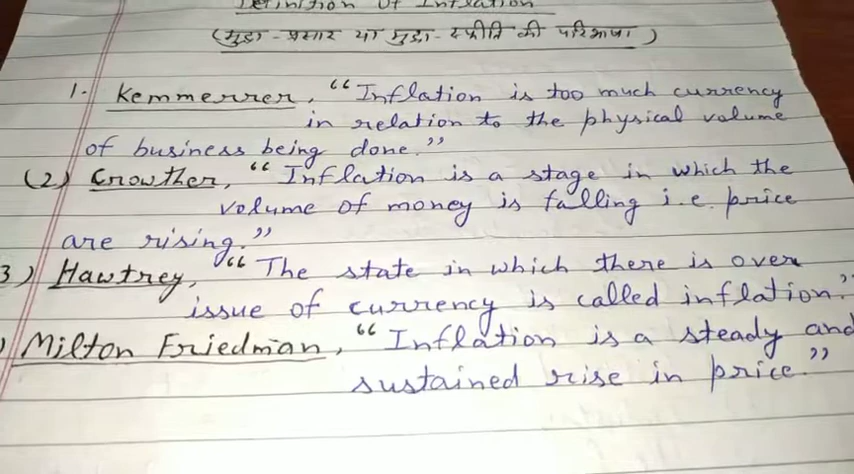 Definition Of Inflation
(मुद्रा-प्रसार या मुद्रा-स्फीति की परिभाषा)
1. Kemmerrer, "Inflation is too much currency
in relation to the physical volume
of business being done."
(2) Crowther, "Inflation is a stage in which the
volume of money is falling i.e. price
are rising."
3) Hawtrey, "The state in which there is over
issue of currency is called inflation."
) Milton Friedman, "Inflation is a steady and
sustained rise in price."